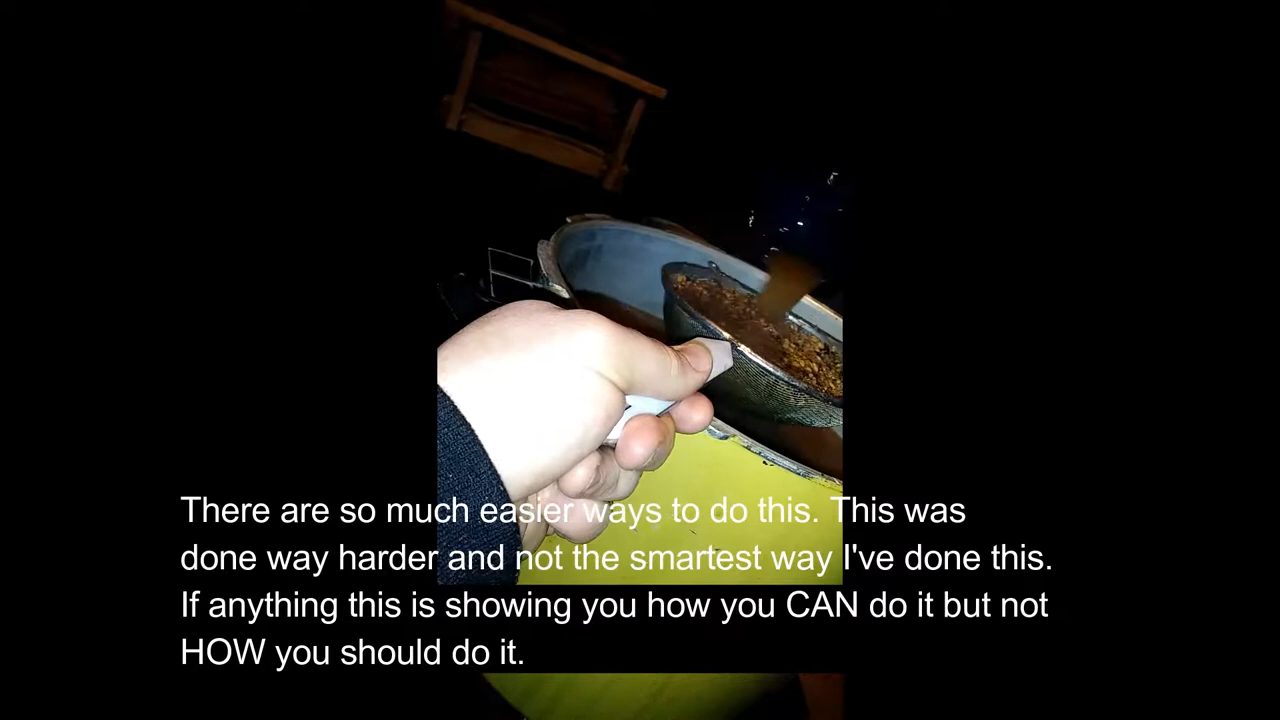 There are so much easier ways to do this. This was
done way harder and not the smartest way I've done this.
If anything this is showing you how you CAN do it but not
HOW you should do it.